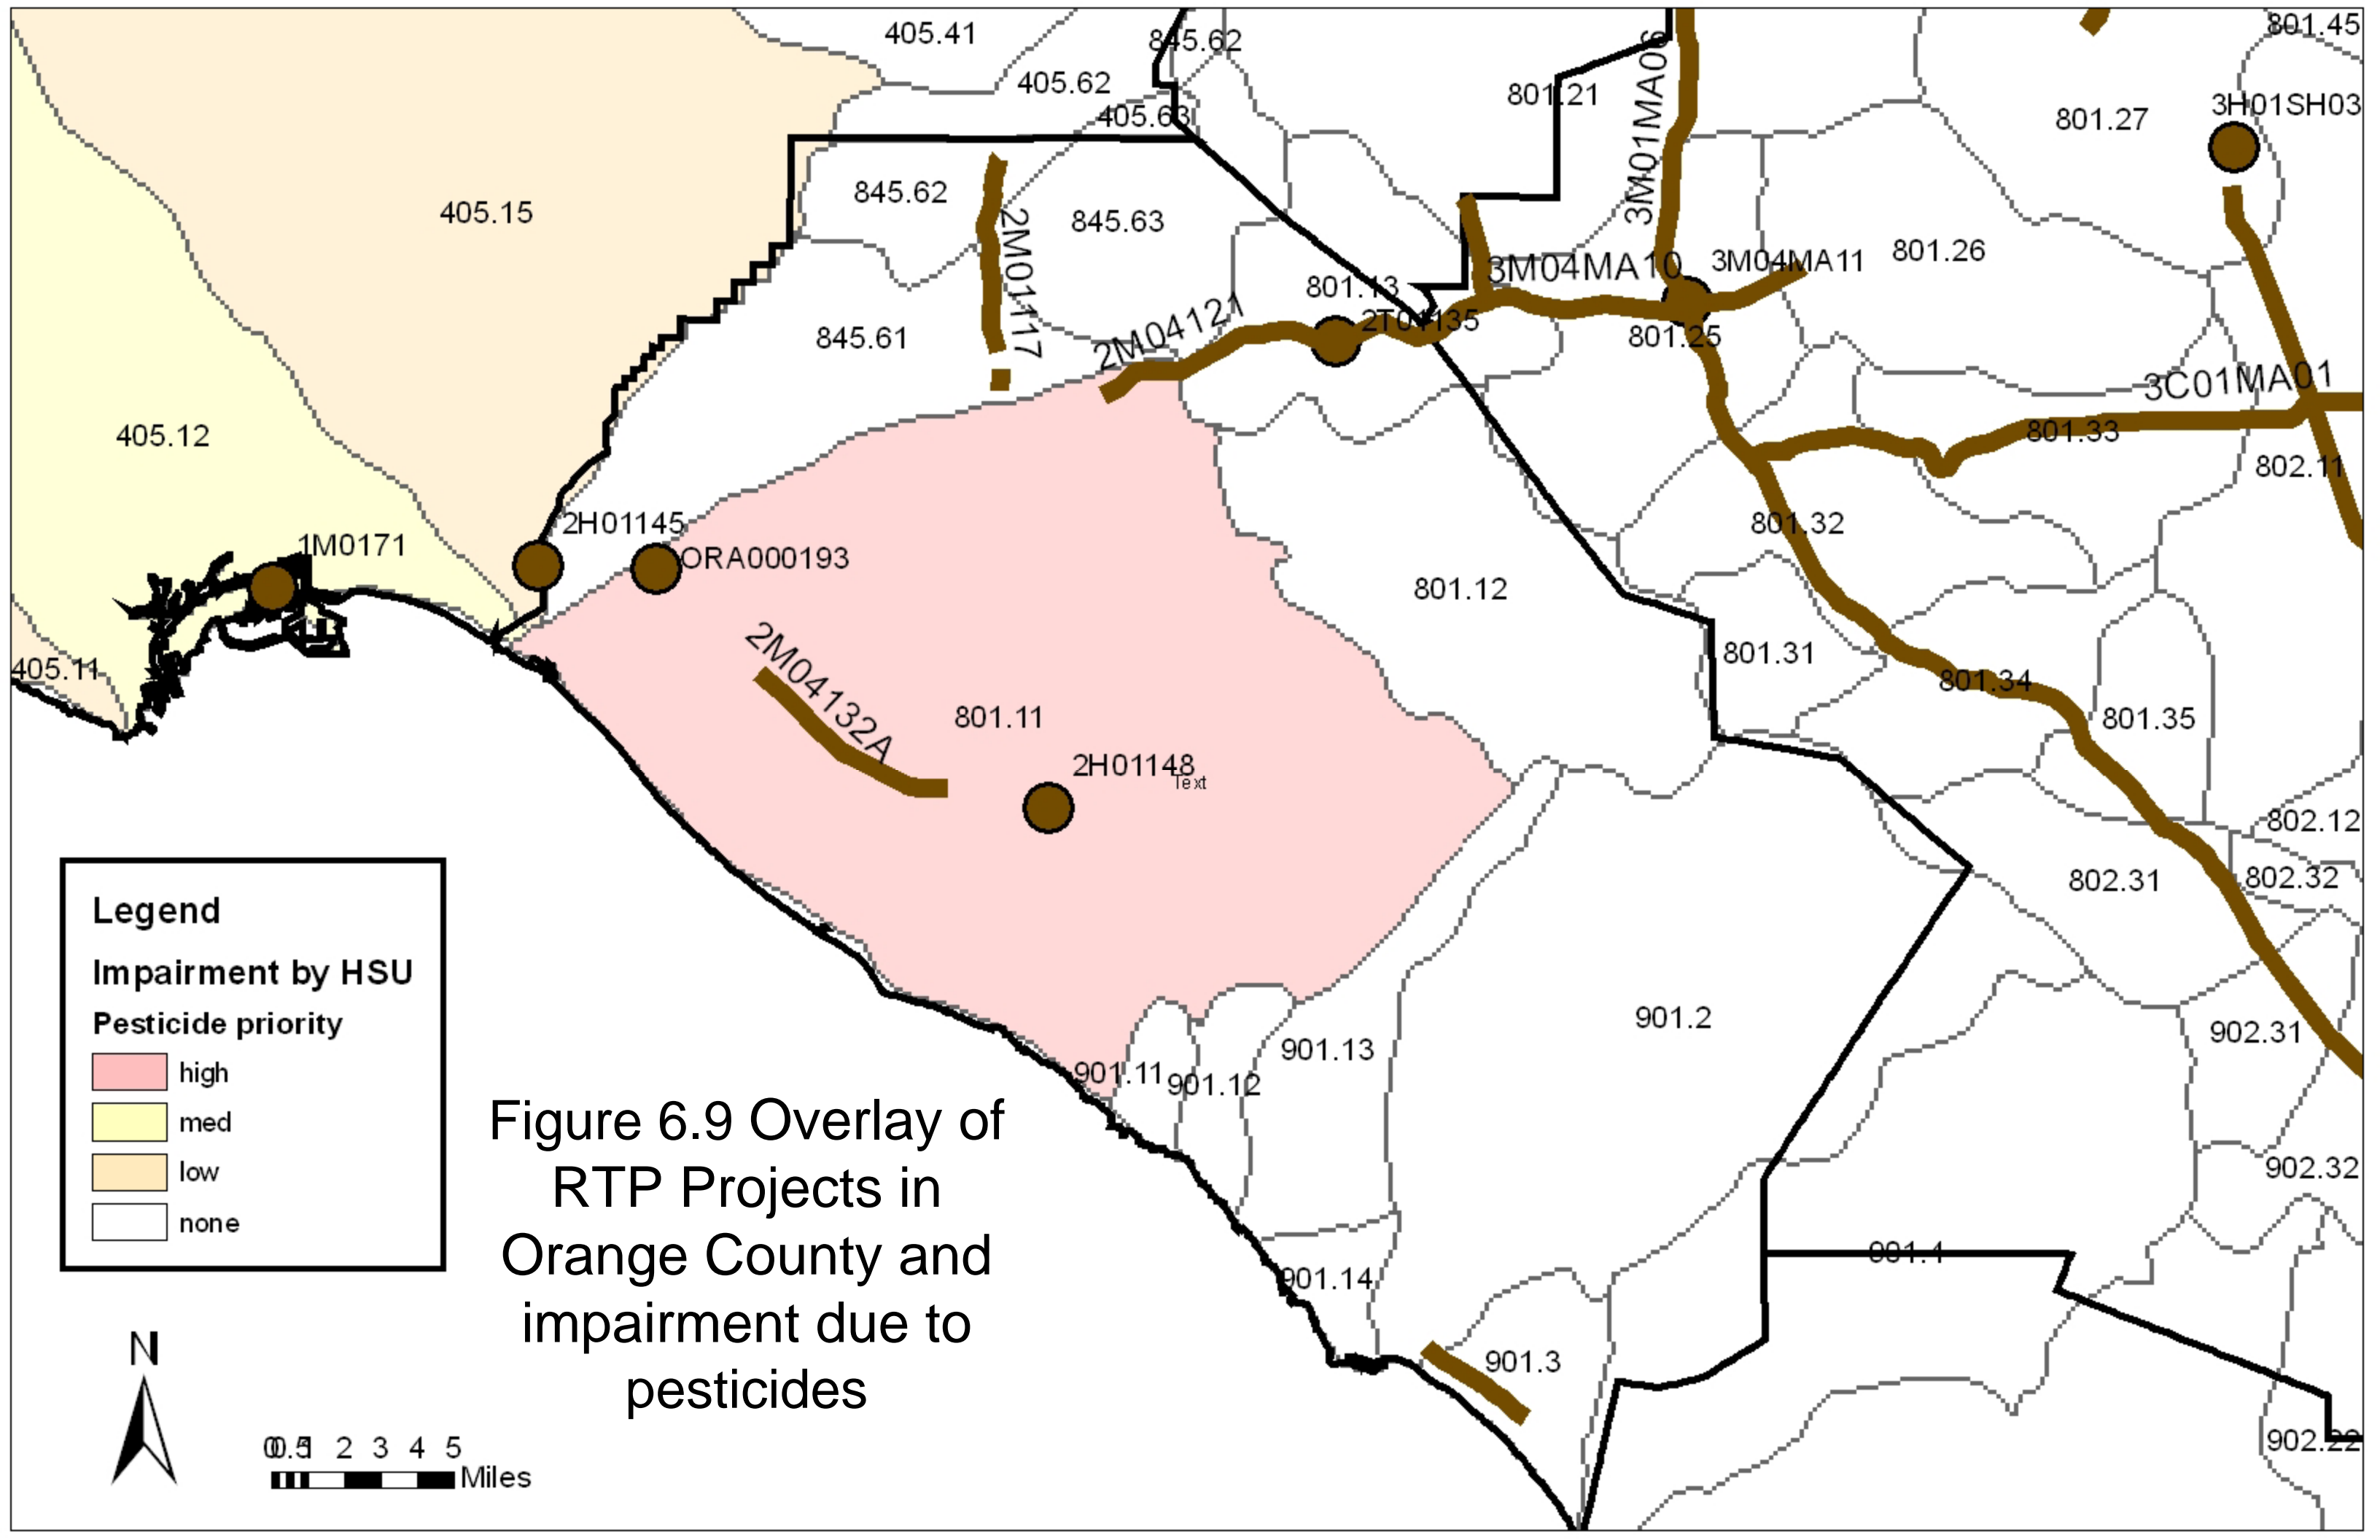 405.41
845.62
801.45
405.62
801.21
3H01SH03
405.63
801.27
3M01MA06
845.62
405.15
845.63
2M01117
801.26
3M04MA10
3M04MA11
801.13
2M04121
2T01135
845.61
801.25
3C01MA01
405.12
801.33
802.11
2H01145
801.32
1M0171
ORA000193
801.12
405.11
2M04132A
801.31
801.34
801.11
801.35
2H01148
Text
802.12
802.31
802.32
Legend
Impairment by HSU
Pesticide priority
high
med
low
none
901.2
902.31
901.13
901.11
901.12
Figure 6.9 Overlay of
RTP Projects in
Orange County and
impairment due to
pesticides
902.32
901.4
901.14
901.3
N
0 0.5 1 2 3 4 5
Miles
902.22